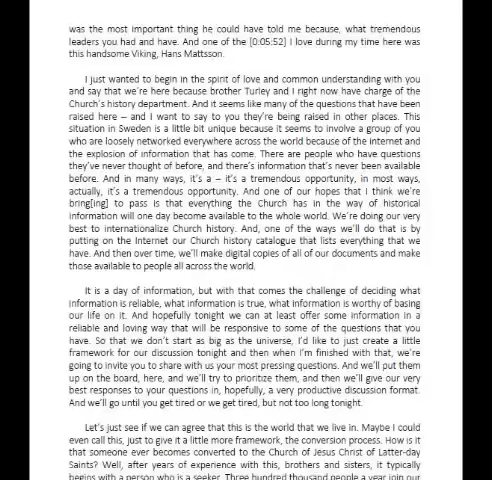 was the most important thing he could have told me because, what tremendous
leaders you had and have. And one of the [0:05:52] I love during my time here was
this handsome Viking, Hans Mattsson.
I just wanted to begin in the spirit of love and common understanding with you
and say that we're here because brother Turley and I right now have charge of the
Church's history department. And it seems like many of the questions that have been
raised here – and I want to say to you they're being raised in other places. This
situation in Sweden is a little bit unique because it seems to involve a group of you
who are loosely networked everywhere across the world because of the internet and
the explosion of information that has come. There are people who have questions
they've never thought of before, and there's information that's never been available
before. And in many ways, it's a – it's a tremendous opportunity, in most ways,
actually, it's a tremendous opportunity. And one of our hopes that I think we're
bring[ing] to pass is that everything the Church has in the way of historical
information will one day become available to the whole world. We're doing our very
best to internationalize Church history. And, one of the ways we'll do that is by
putting on the Internet our Church history catalogue that lists everything that we
have. And then over time, we'll make digital copies of all of our documents and make
those available to people all across the world.
It is a day of information, but with that comes the challenge of deciding what
information is reliable, what information is true, what information is worthy of basing
our life on it. And hopefully tonight we can at least offer some information in a
reliable and loving way that will be responsive to some of the questions that you
have. So that we don't start as big as the universe, I'd like to just create a little
framework for our discussion tonight and then when I'm finished with that, we're
going to invite you to share with us your most pressing questions. And we'll put them
up on the board, here, and we'll try to prioritize them, and then we'll give our very
best responses to your questions in, hopefully, a very productive discussion format.
And we'll go until you get tired or we get tired, but not too long tonight.
Let's just see if we can agree that this is the world that we live in. Maybe I could
even call this, just to give it a little more framework, the conversion process. How is it
that someone ever becomes converted to the Church of Jesus Christ of Latter-day
Saints? Well, after years of experience with this, brothers and sisters, it typically
begins with a person who is a seeker. Three hundred thousand people a year join our